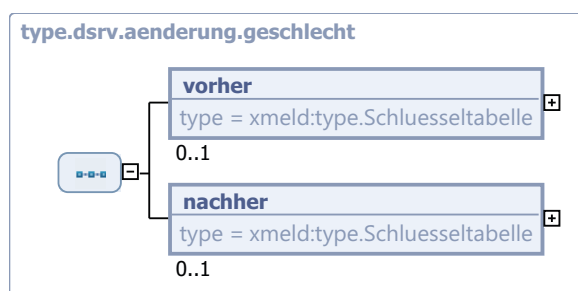 type.dsrv.aenderung.geschlecht
vorher
type = xmeld:type.Schluesseltabelle
0..1
nachher
type = xmeld:type.Schluesseltabelle
0..1